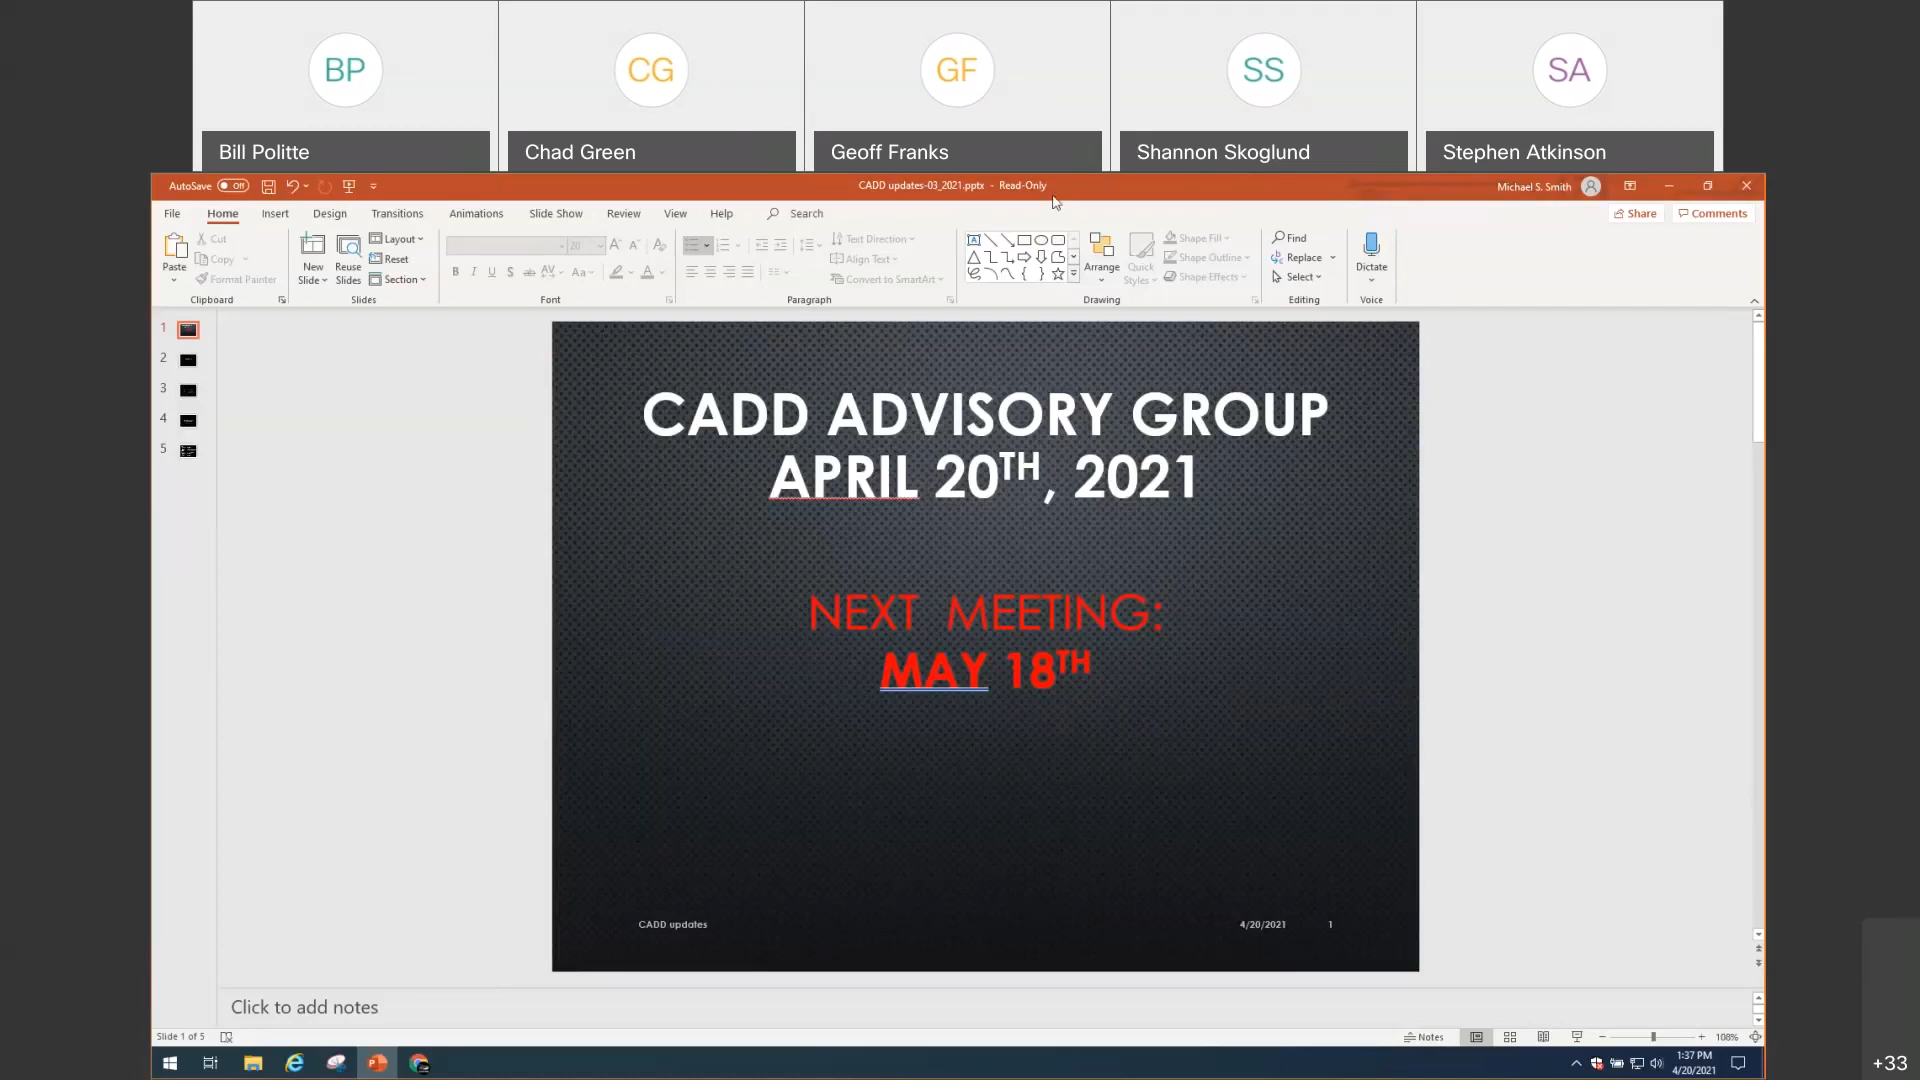 BP CG GF SS SA
Bill Politte Chad Green Geoff Franks Shannon Skoglund Stephen Atkinson
AutoSave Off CADD updates-03_2021.pptx - Read-Only Michael S. Smith
File Home Insert Design Transitions Animations Slide Show Review View Help Search Share Comments
Paste Cut Copy Format Painter
New Slide Reuse Slides Layout Reset Section
20 A A A
B I U S ab AV Aa A
Text Direction Align Text Convert to SmartArt
Arrange Quick Styles Shape Fill Shape Outline Shape Effects
Find Replace Select
Dictate
Clipboard Slides Font Paragraph Drawing Editing Voice
1
2
3
4
5
CADD ADVISORY GROUP
APRIL 20TH, 2021
NEXT MEETING:
MAY 18TH
CADD updates 4/20/2021 1
Click to add notes
Slide 1 of 5 Notes 108%
1:37 PM
4/20/2021
+33